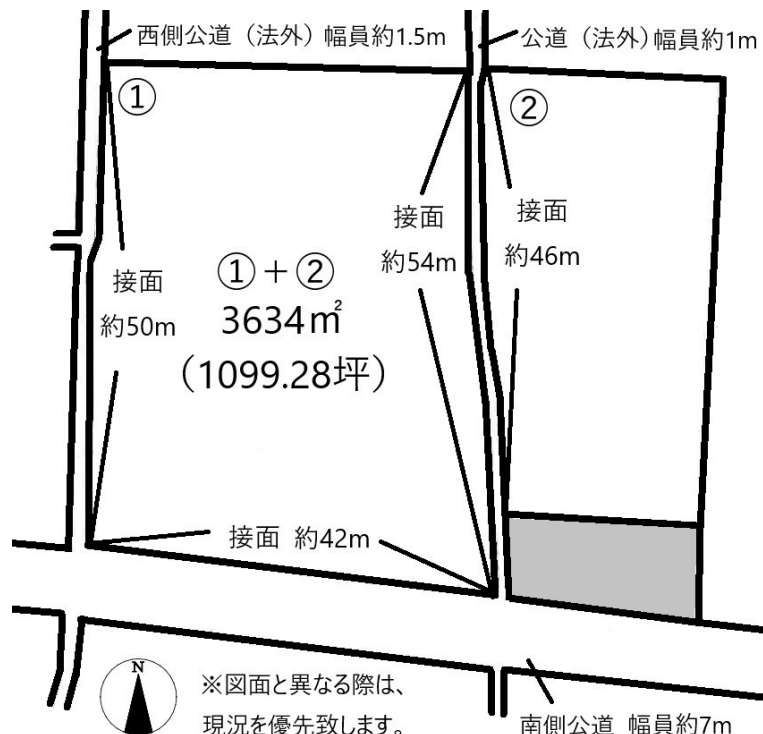 西側公道（法外）幅員約1.5m
公道（法外）幅員約1m
①
②
接面
約50m
①＋②
3634㎡
（1099.28坪）
接面
約54m
接面
約46m
接面 約42m
N
※図面と異なる際は、
現況を優先致します。
南側公道 幅員約7m